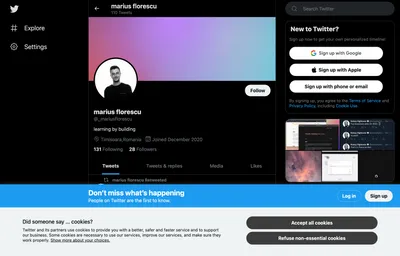 marius florescu
112 Tweets
Search Twitter
Explore
Settings
New to Twitter?
Sign up now to get your own personalized timeline!
Sign up with Google
Sign up with Apple
Sign up with phone or email
By signing up, you agree to the Terms of Service and
Privacy Policy, including Cookie Use.
Follow
marius florescu
@_mariusflorescu
learning by building
Timisoara, Romania Joined December 2020
131 Following 28 Followers
Tweets Tweets & replies Media Likes
marius florescu Retweeted
Don't miss what's happening
People on Twitter are the first to know.
Log in
Sign up
Did someone say … cookies?
Twitter and its partners use cookies to provide you with a better, safer and faster service and to support
our business. Some cookies are necessary to use our services, improve our services, and make sure they
work properly. Show more about your choices.
Accept all cookies
Refuse non-essential cookies